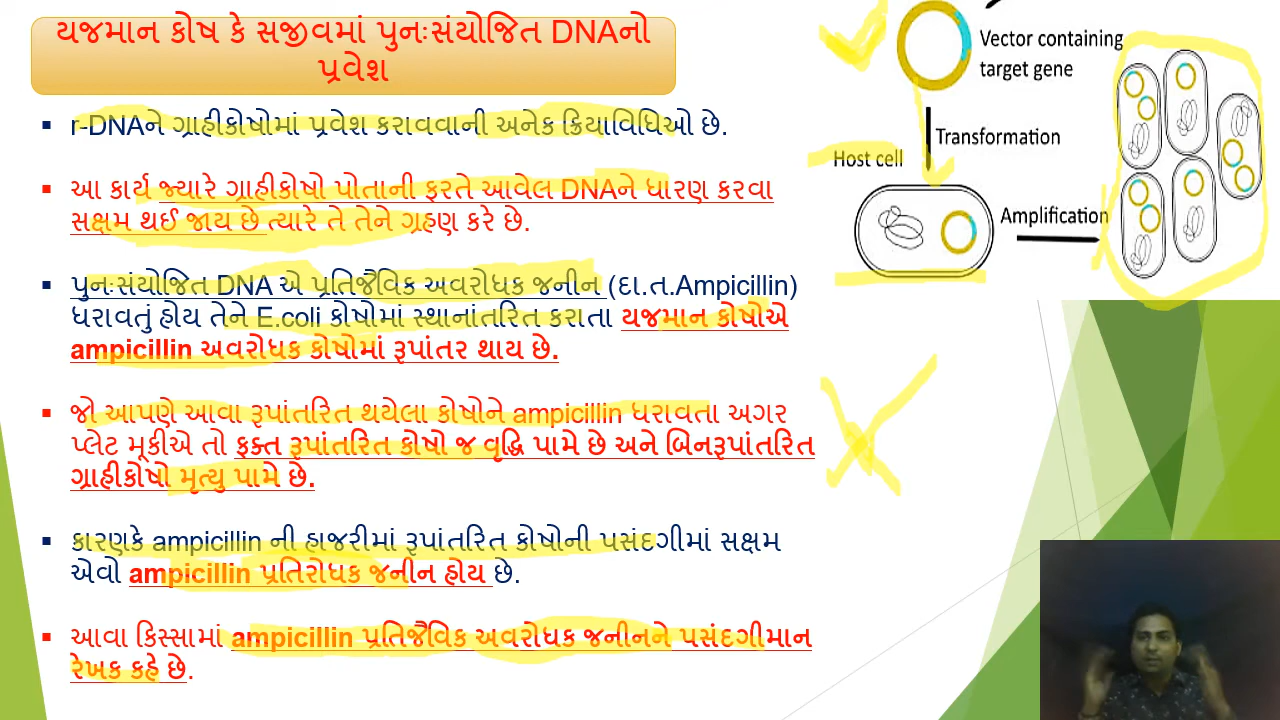 યજમાન કોષ કે સજીવમાં પુનઃસંયોજિત DNAનો
પ્રવેશ
▪ r-DNAને ગ્રાહીકોષોમાં પ્રવેશ કરાવવાની અનેક ક્રિયાવિધિઓ છે.
▪ આ કાર્ય જ્યારે ગ્રાહીકોષો પોતાની ફરતે આવેલ DNAને ધારણ કરવા
સક્ષમ થઈ જાય છે ત્યારે તે તેને ગ્રહણ કરે છે.
▪ પુનઃસંયોજિત DNA એ પ્રતિજૈવિક અવરોધક જનીન (દા.ત.Ampicillin)
ધરાવતું હોય તેને E.coli કોષોમાં સ્થાનાંતરિત કરાતા યજમાન કોષોએ
ampicillin અવરોધક કોષોમાં રૂપાંતર થાય છે.
▪ જો આપણે આવા રૂપાંતરિત થયેલા કોષોને ampicillin ધરાવતા અગર
પ્લેટ મૂકીએ તો ફક્ત રૂપાંતરિત કોષો જ વૃદ્ધિ પામે છે અને બિનરૂપાંતરિત
ગ્રાહીકોષો મૃત્યુ પામે છે.
▪ કારણકે ampicillin ની હાજરીમાં રૂપાંતરિત કોષોની પસંદગીમાં સક્ષમ
એવો ampicillin પ્રતિરોધક જનીન હોય છે.
▪ આવા કિસ્સામાં ampicillin પ્રતિજૈવિક અવરોધક જનીનને પસંદગીમાન
રેખક કહે છે.
Vector containing
target gene
Transformation
Host cell
Amplification